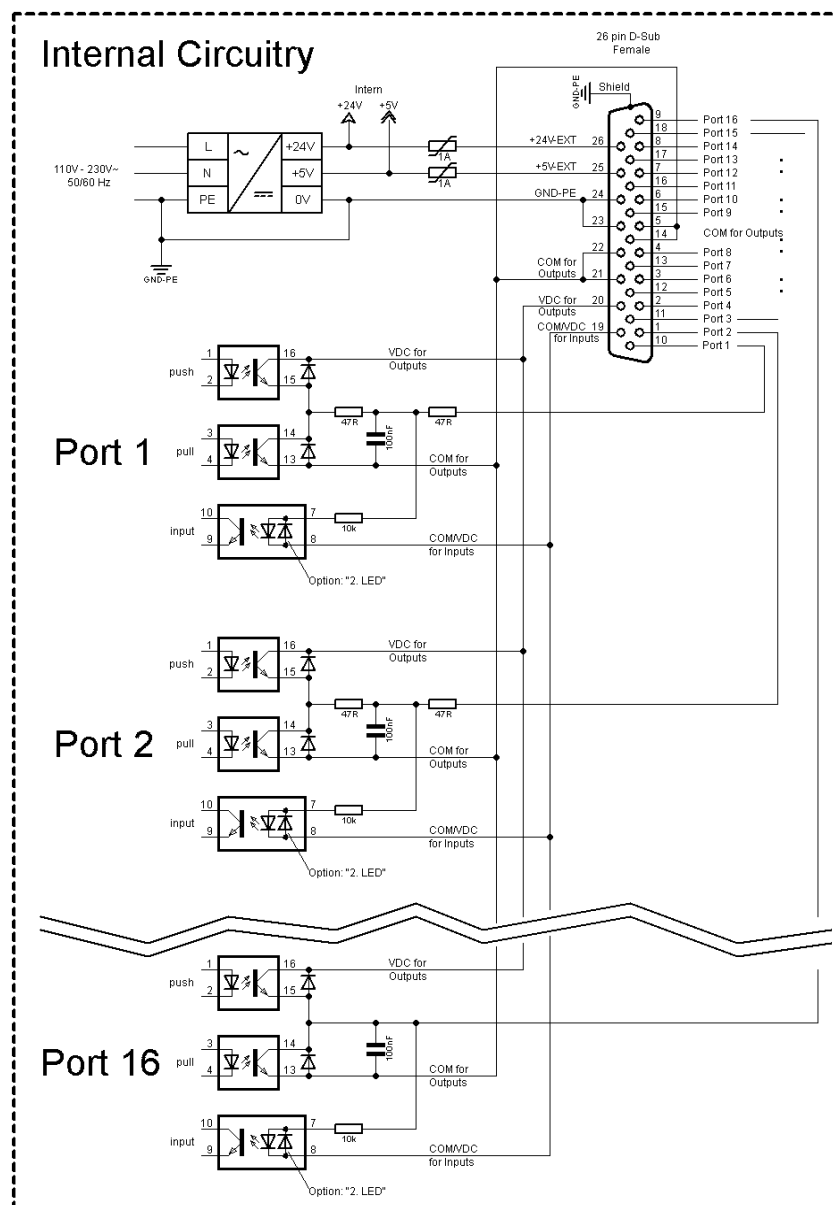 Internal Circuitry
26 pin D-Sub
Female
GND-PE
Shield
Intern
+24V
+5V
110V - 230V~
50/60 Hz
L
N
PE
~
+24V
+5V
0V
1A
1A
GND-PE
+24V-EXT
+5V-EXT
GND-PE
COM for
Outputs
VDC for
Outputs
COM/VDC
for Inputs
26
25
24
23
22
21
20
19
9
18
8
17
7
16
6
15
5
14
4
13
3
12
2
11
1
10
Port 16
Port 15
Port 14
Port 13
Port 12
Port 11
Port 10
Port 9
COM for Outputs
Port 8
Port 7
Port 6
Port 5
Port 4
Port 3
Port 2
Port 1
Port 1
push
1
2
16
15
VDC for
Outputs
47R
100nF
47R
pull
3
4
14
13
COM for
Outputs
input
10
9
7
8
10k
COM/VDC
for Inputs
Option: "2. LED"
Port 2
push
1
2
16
15
VDC for
Outputs
47R
100nF
47R
pull
3
4
14
13
COM for
Outputs
input
10
9
7
8
10k
COM/VDC
for Inputs
Option: "2. LED"
Port 16
push
1
2
16
15
VDC for
Outputs
100nF
pull
3
4
14
13
COM for
Outputs
input
10
9
7
8
10k
COM/VDC
for Inputs
Option: "2. LED"